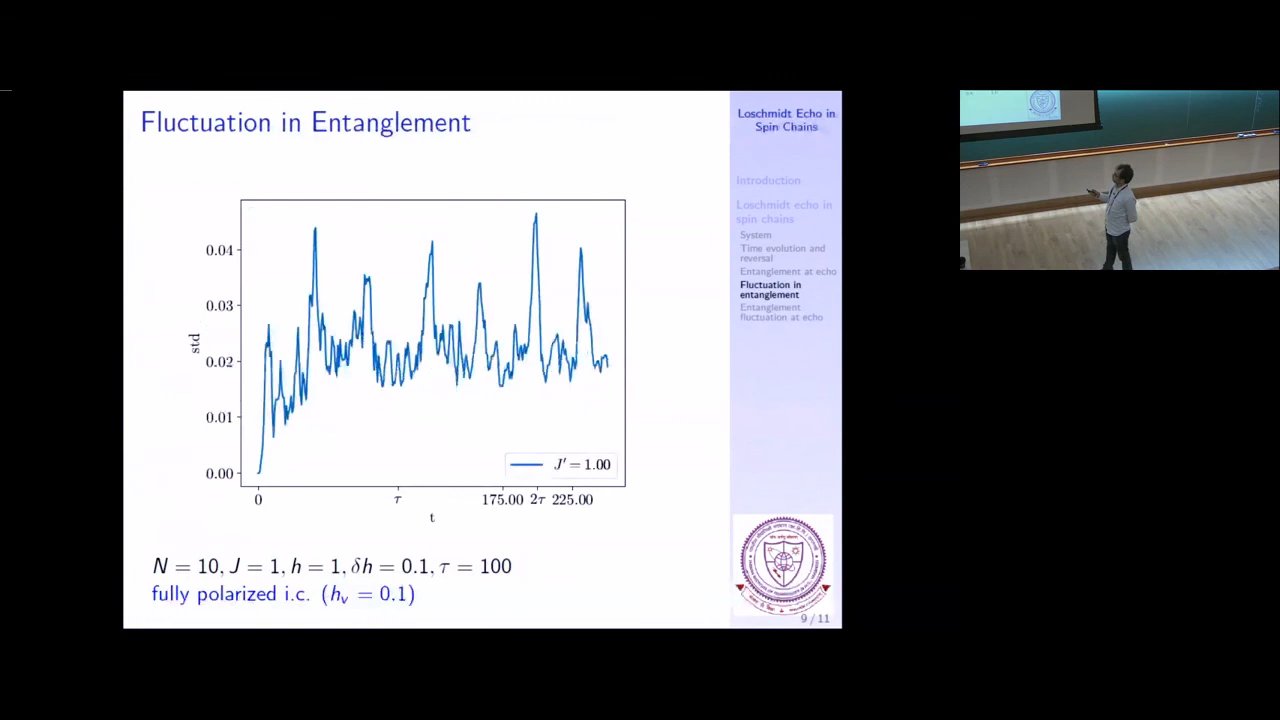 Fluctuation in Entanglement
0.04
0.03
0.02
0.01
0.00
std
0
τ
175.00
2τ
225.00
t
J′ = 1.00
N = 10, J = 1, h = 1, δh = 0.1, τ = 100
fully polarized i.c. (hᵥ = 0.1)
Loschmidt Echo in
Spin Chains
Introduction
Loschmidt echo in
spin chains
System
Time evolution and
reversal
Entanglement at echo
Fluctuation in
entanglement
Entanglement
fluctuation at echo
9 / 11